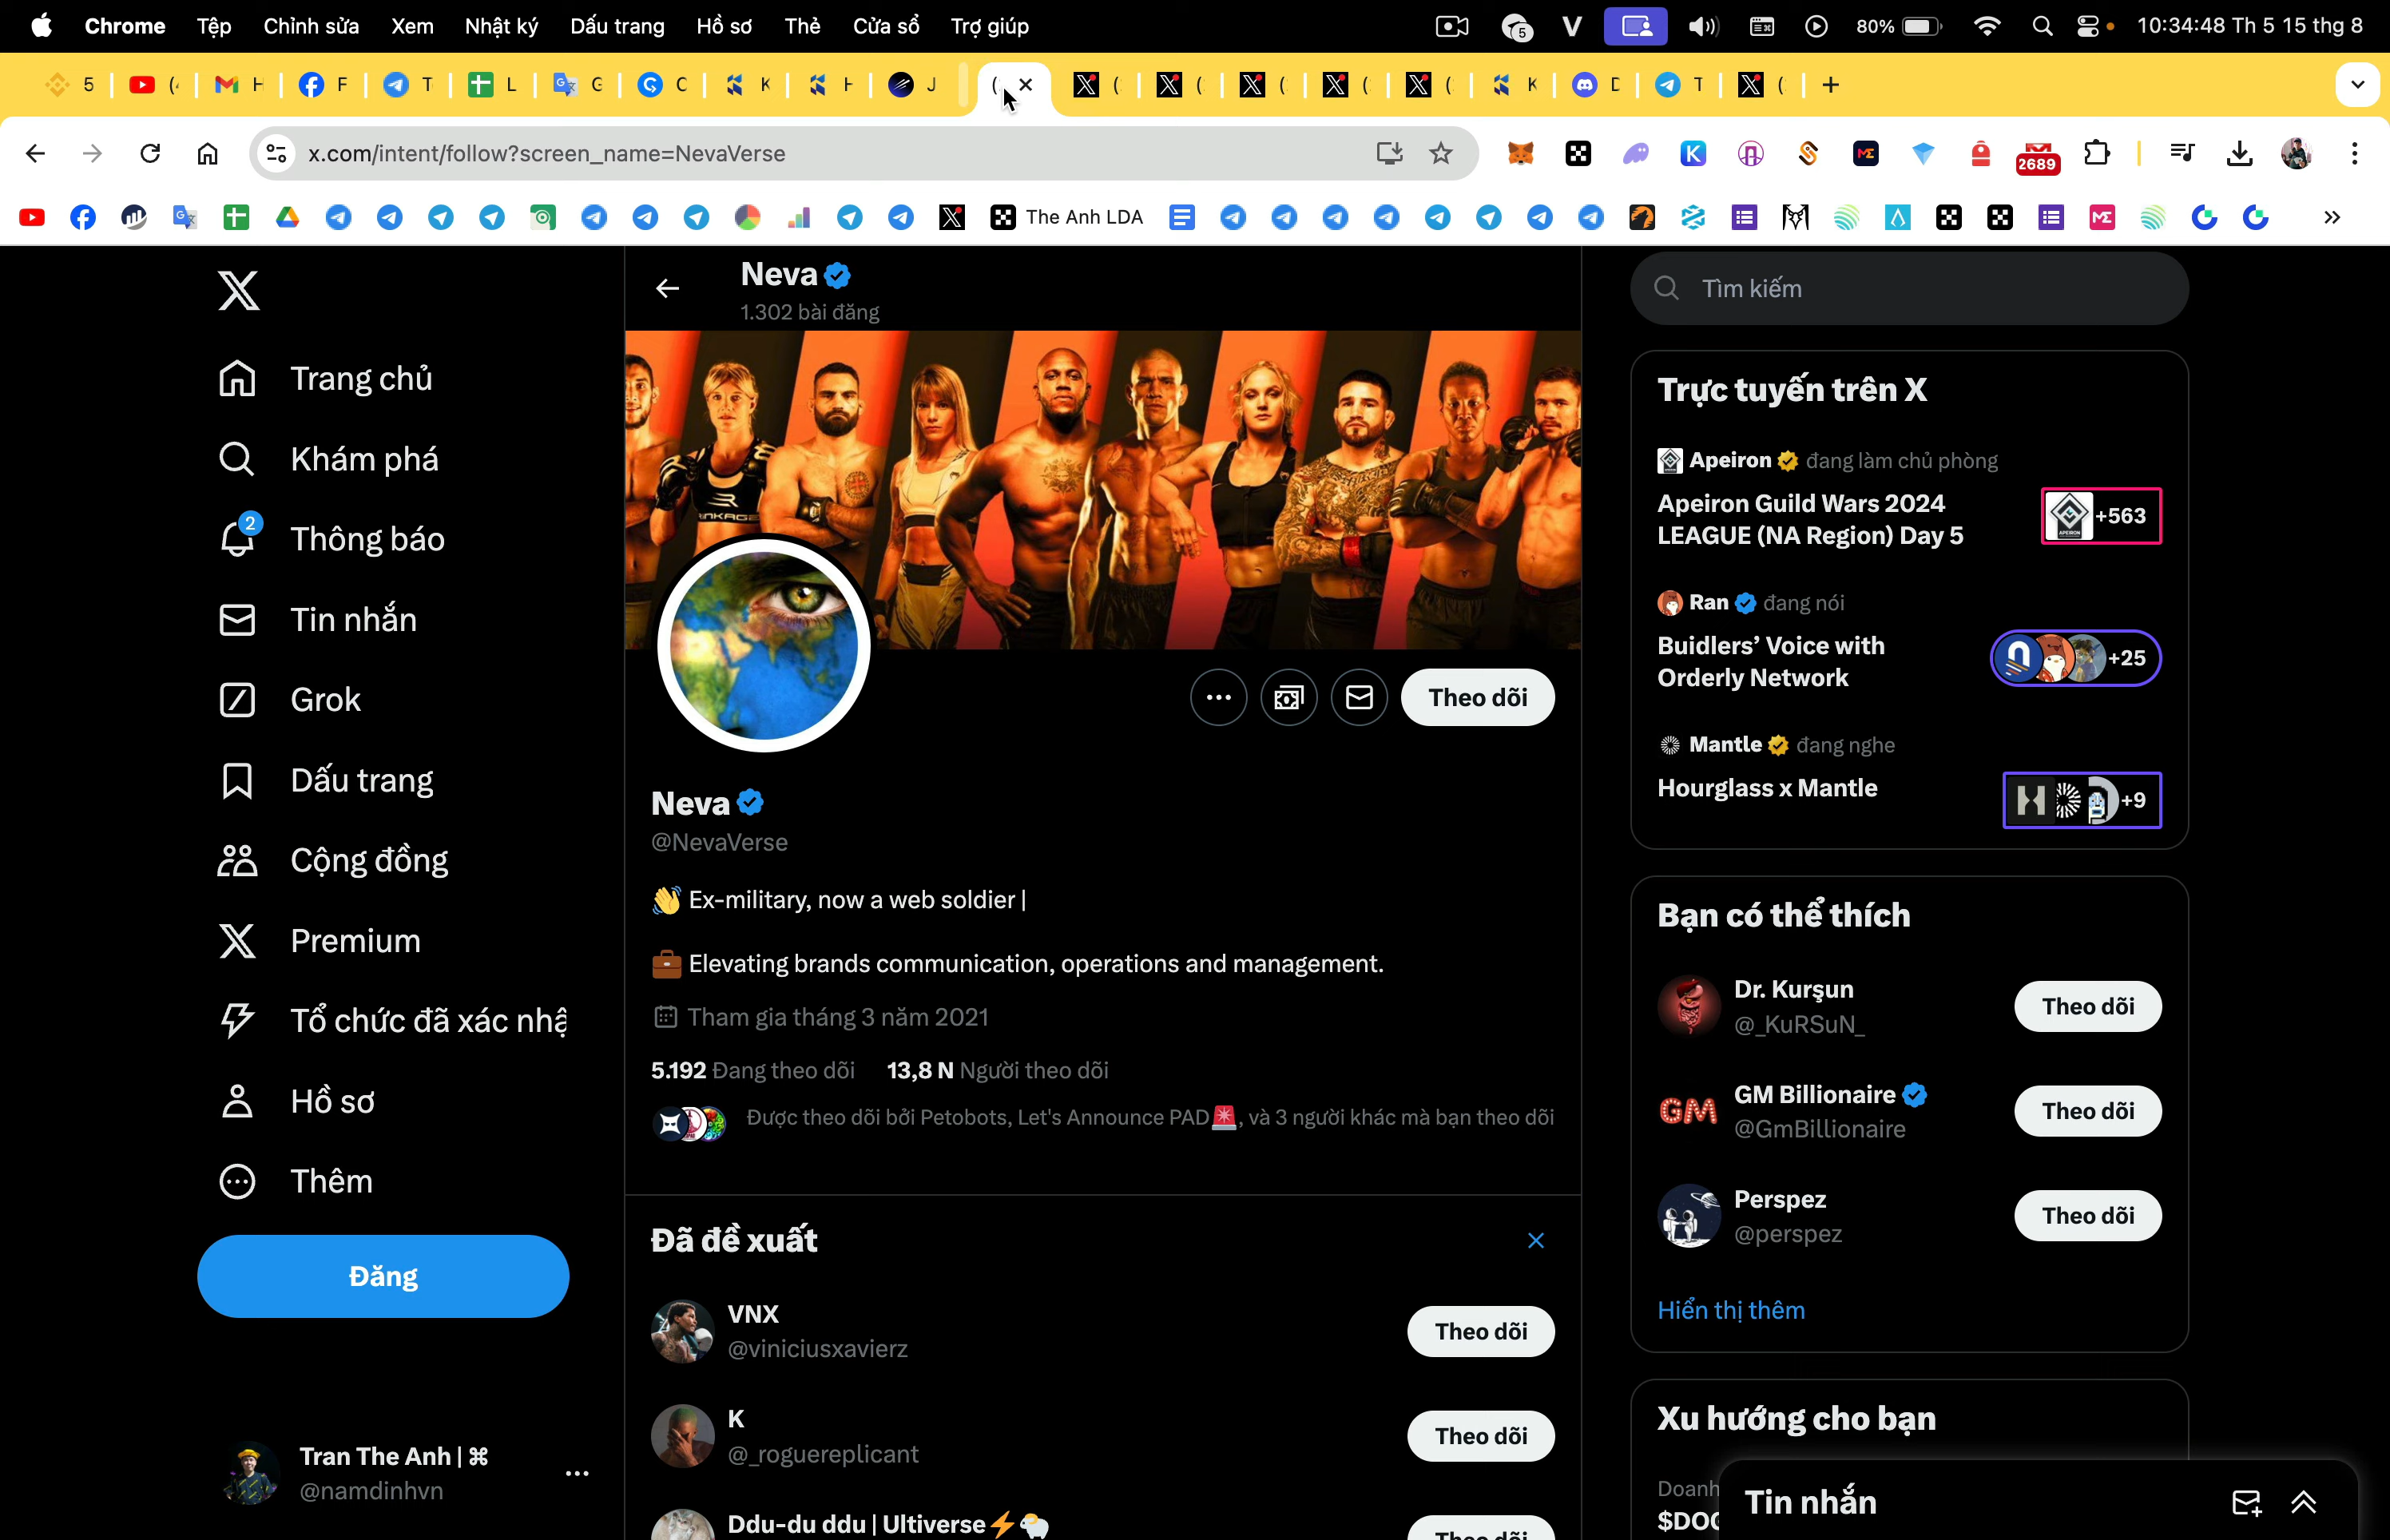 Chrome Tệp Chỉnh sửa Xem Nhật ký Dấu trang Hồ sơ Thẻ Cửa sổ Trợ giúp 5 V 80% 10:34:48 Th 5 15 thg 8
5 ( H F T L G C K H J ( ( ( ( ( ( K D T (
x.com/intent/follow?screen_name=NevaVerse 2689
The Anh LDA
Trang chủ
Khám phá
2
Thông báo
Tin nhắn
Grok
Dấu trang
Cộng đồng
Premium
Tổ chức đã xác nhậ
Hồ sơ
Thêm
Đăng
Tran The Anh | ⌘
@namdinhvn
Neva
1.302 bài đăng
Theo dõi
Neva
@NevaVerse
👋 Ex-military, now a web soldier |
💼 Elevating brands communication, operations and management.
Tham gia tháng 3 năm 2021
5.192 Đang theo dõi 13,8 N Người theo dõi
Được theo dõi bởi Petobots, Let's Announce PAD🚨, và 3 người khác mà bạn theo dõi
Đã đề xuất
VNX
@viniciusxavierz
Theo dõi
K
@_roguereplicant
Theo dõi
Ddu-du ddu | Ultiverse⚡🐑
Theo dõi
Tìm kiếm
Trực tuyến trên X
Apeiron đang làm chủ phòng
Apeiron Guild Wars 2024
LEAGUE (NA Region) Day 5
APEIRON
+563
Ran đang nói
Buidlers’ Voice with
Orderly Network
+25
Mantle đang nghe
Hourglass x Mantle
+9
Bạn có thể thích
Dr. Kurşun
@_KuRSuN_
Theo dõi
GM
GM Billionaire
@GmBillionaire
Theo dõi
Perspez
@perspez
Theo dõi
Hiển thị thêm
Xu hướng cho bạn
Doanh
$DOG
Tin nhắn